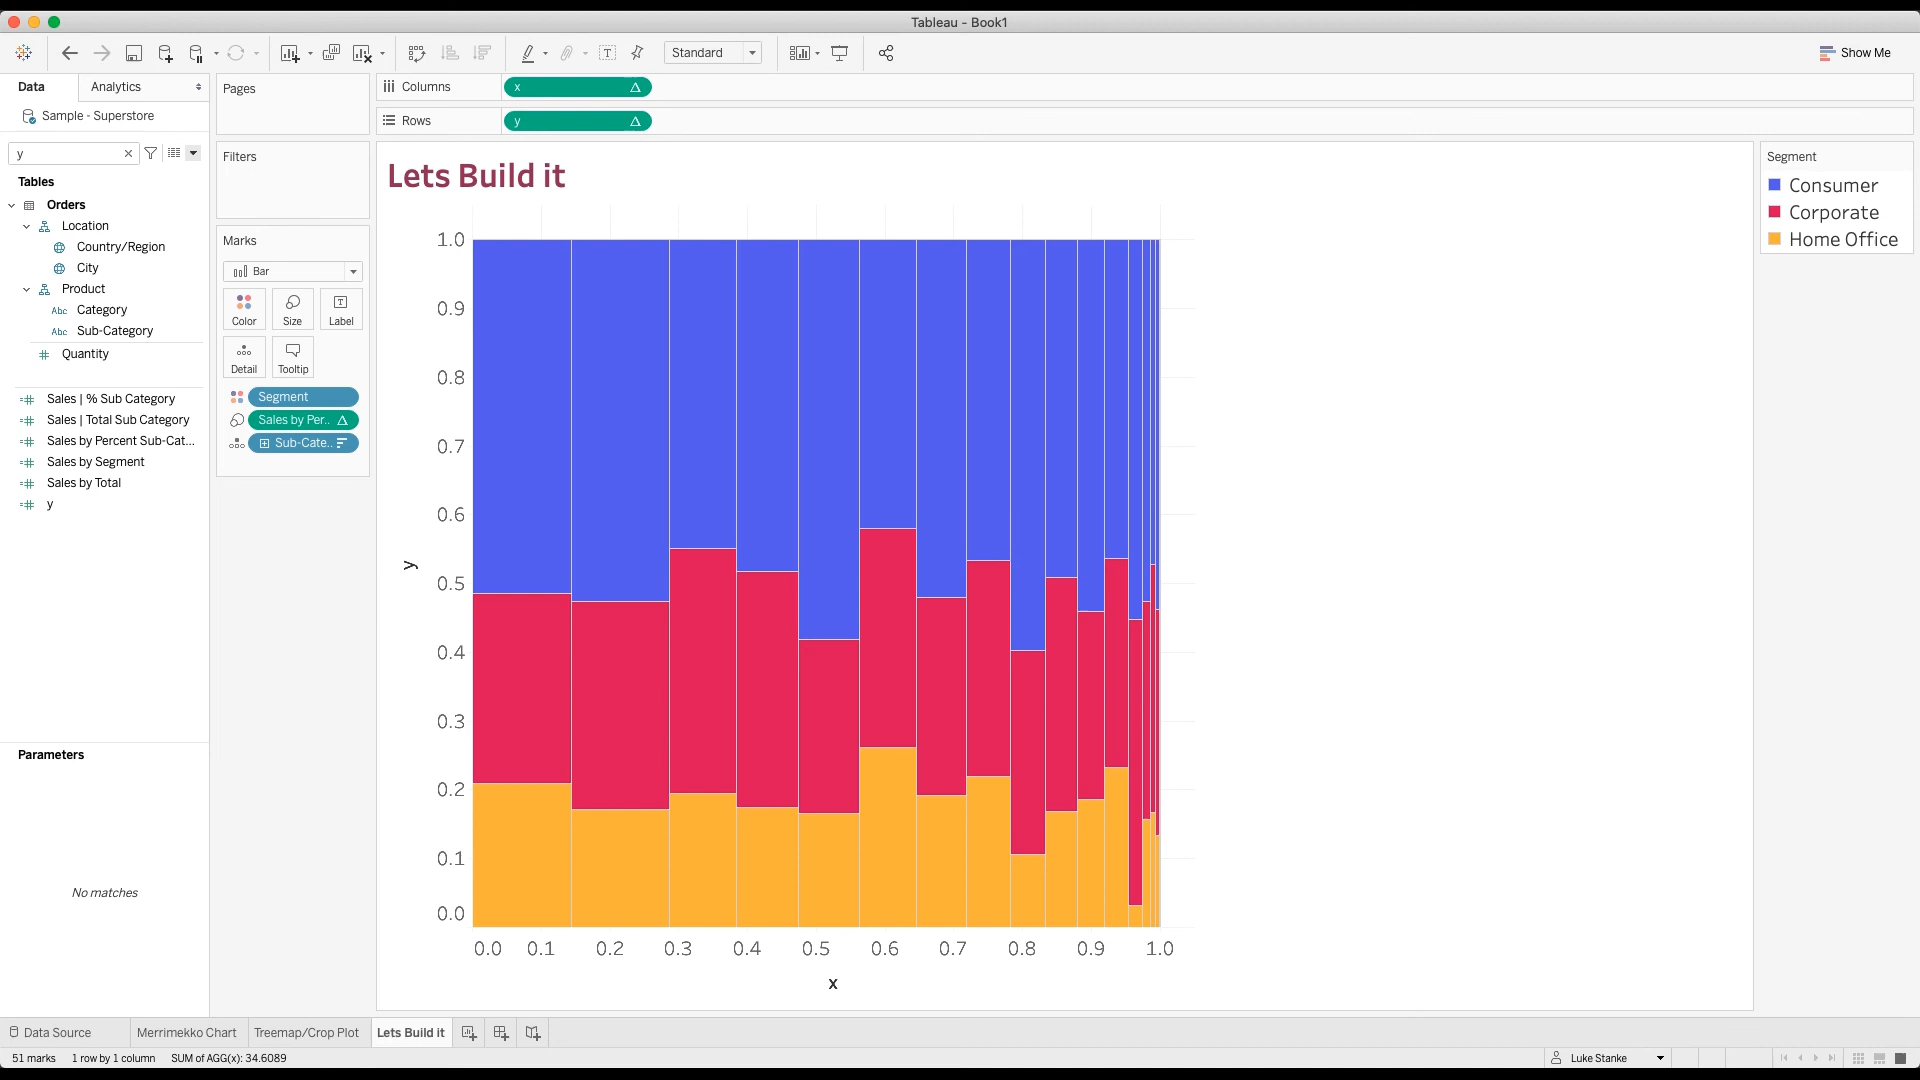 Tableau - Book1
Standard
Show Me
Data
Analytics
Sample - Superstore
y
Tables
Orders
Location
Country/Region
City
Product
Abc Category
Abc Sub-Category
Quantity
Sales | % Sub Category
Sales | Total Sub Category
Sales by Percent Sub-Cat...
Sales by Segment
Sales by Total
y
Parameters
No matches
Pages
Filters
Marks
Bar
Color
Size
Label
Detail
Tooltip
Segment
Sales by Per..
Sub-Cate..
Columns
x
Rows
y
Lets Build it
1.0
0.9
0.8
0.7
0.6
0.5
0.4
0.3
0.2
0.1
0.0
y
0.0 0.1 0.2 0.3 0.4 0.5 0.6 0.7 0.8 0.9 1.0
x
Segment
Consumer
Corporate
Home Office
Data Source
Merrimekko Chart
Treemap/Crop Plot
Lets Build it
51 marks
1 row by 1 column
SUM of AGG(x): 34.6089
Luke Stanke